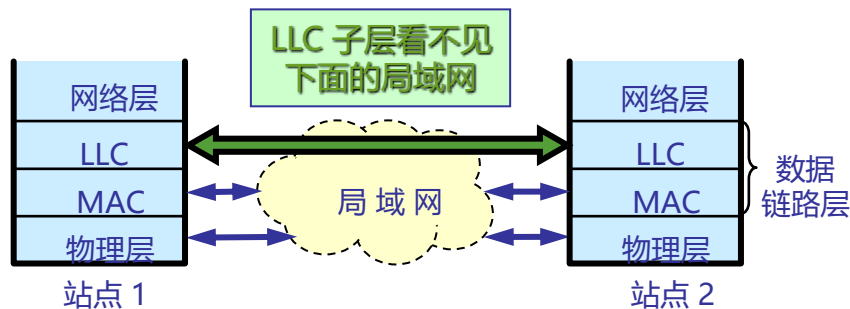 LLC 子层看不见
下面的局域网
网络层
LLC
MAC
物理层
站点 1
局 域 网
网络层
LLC
MAC
物理层
站点 2
数据
链路层